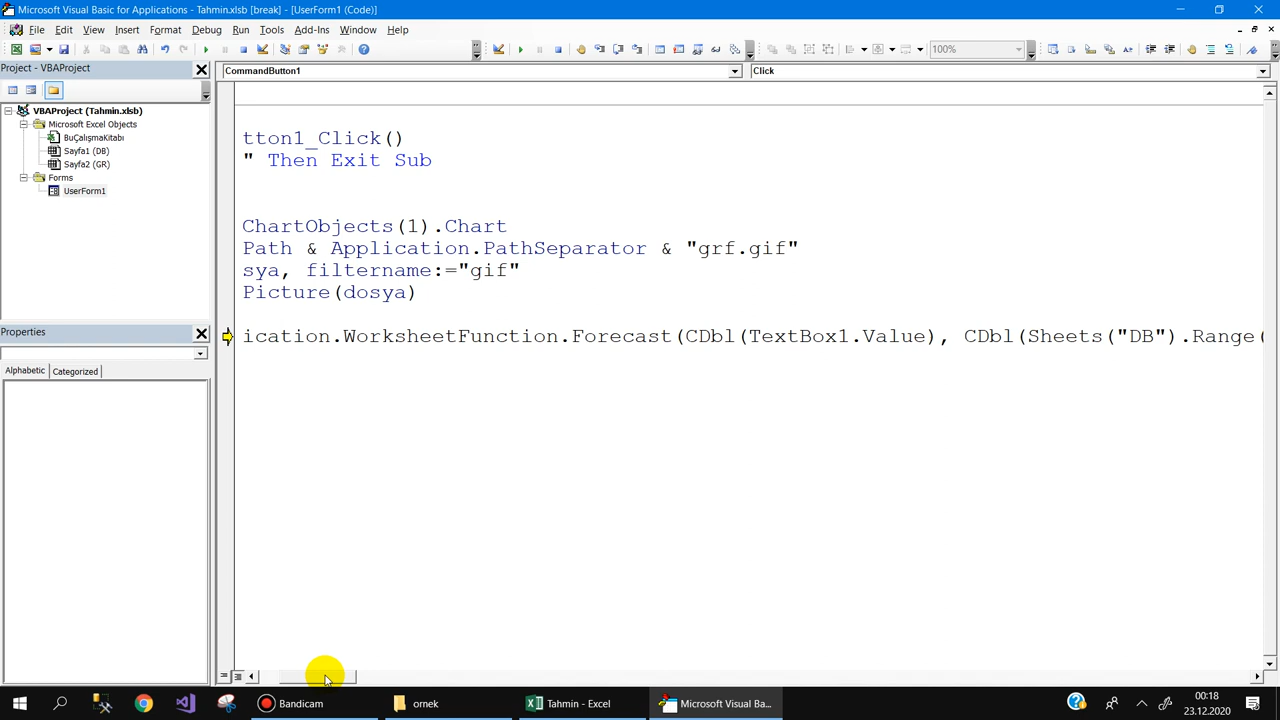 Microsoft Visual Basic for Applications - Tahmin.xlsb [break] - [UserForm1 (Code)]
File Edit View Insert Format Debug Run Tools Add-Ins Window Help
100%
Project - VBAProject
CommandButton1
Click
VBAProject (Tahmin.xlsb)
Microsoft Excel Objects
BuÇalışmaKitabı
Sayfa1 (DB)
Sayfa2 (GR)
Forms
UserForm1
tton1_Click()
" Then Exit Sub
ChartObjects(1).Chart
Path & Application.PathSeparator & "grf.gif"
sya, filtername:="gif"
Picture(dosya)
ication.WorksheetFunction.Forecast(CDbl(TextBox1.Value), CDbl(Sheets("DB").Range(
Properties
Alphabetic Categorized
Bandicam
ornek
Tahmin - Excel
Microsoft Visual Ba...
00:18
23.12.2020